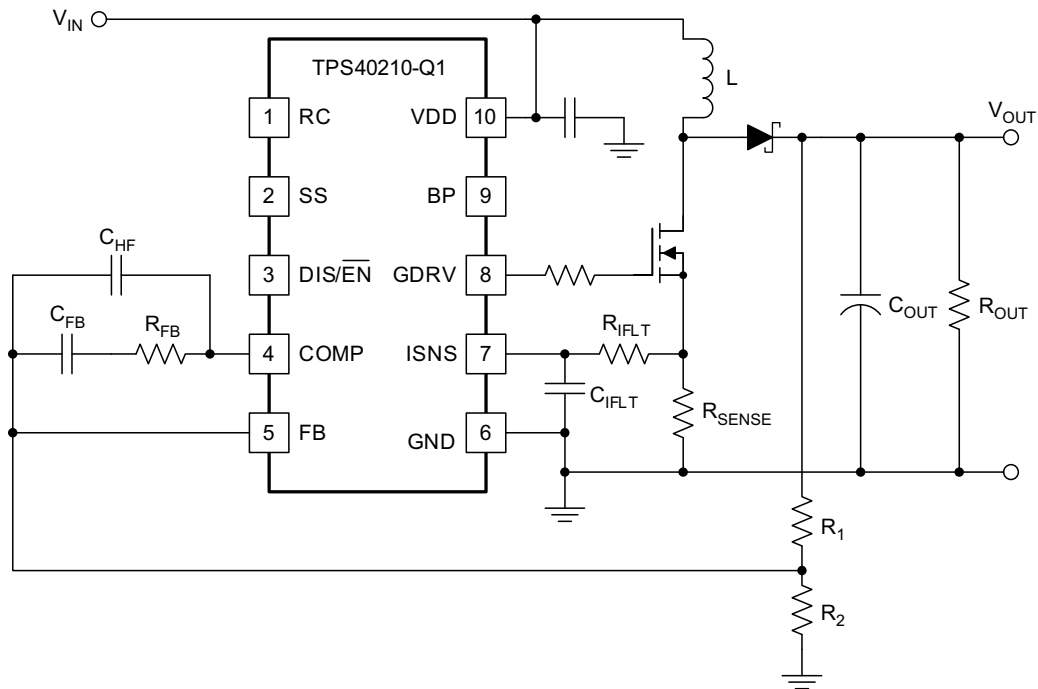 V_IN
TPS40210-Q1
L
1 RC
VDD 10
V_OUT
2 SS
BP 9
C_HF
3 DIS/E̅N̅
GDRV 8
C_FB
R_FB
R_IFLT
C_OUT
R_OUT
4 COMP
ISNS 7
C_IFLT
R_SENSE
5 FB
GND 6
R_1
R_2